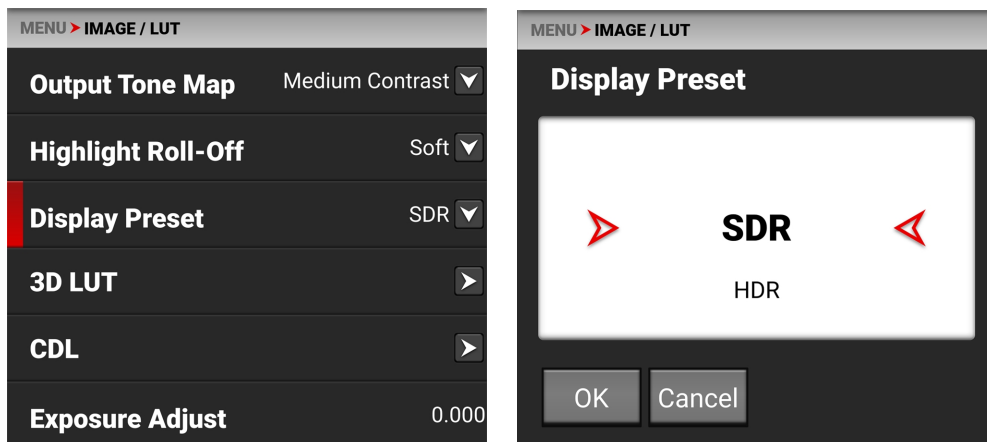 MENU IMAGE / LUT
Output Tone Map Medium Contrast
Highlight Roll-Off Soft
Display Preset SDR
3D LUT
CDL
Exposure Adjust 0.000
MENU IMAGE / LUT
Display Preset
SDR
HDR
OK Cancel